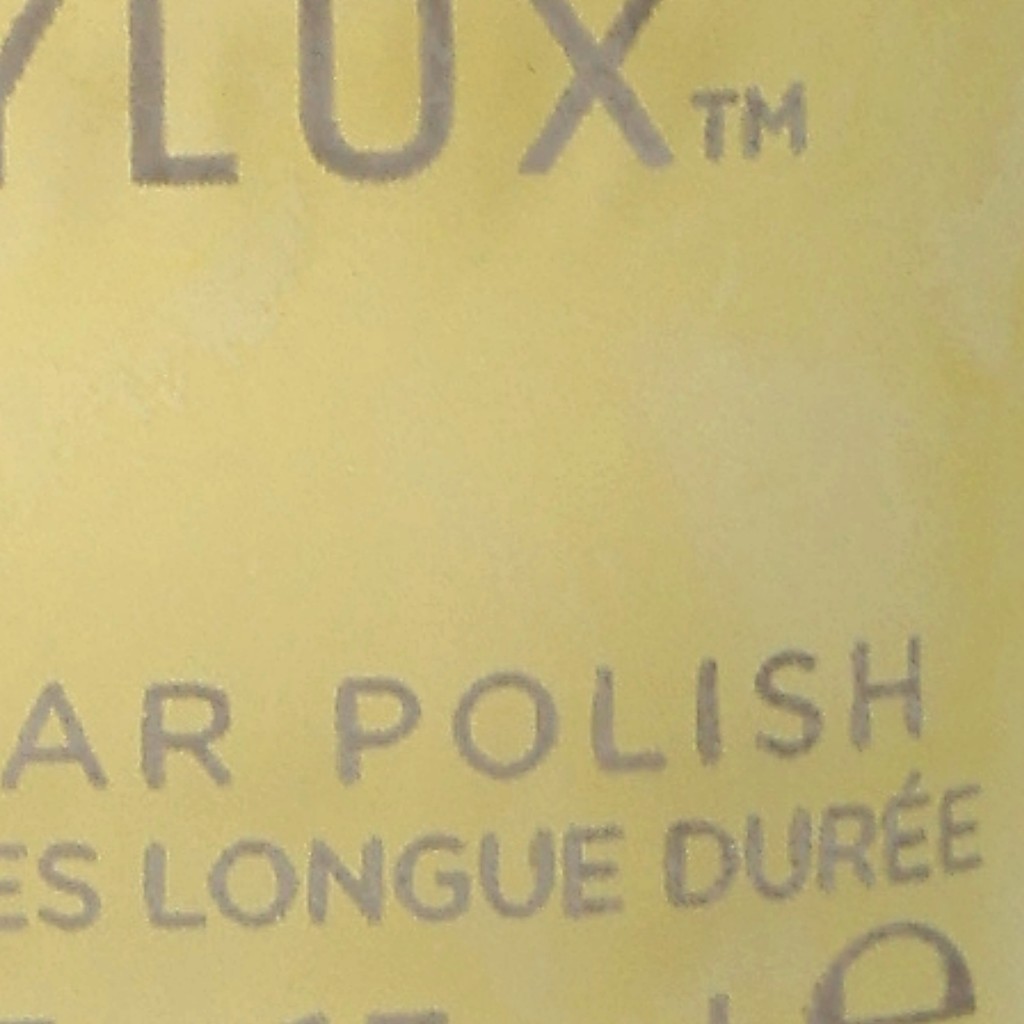 YLUX™
AR POLISH
ES LONGUE DURÉE
e